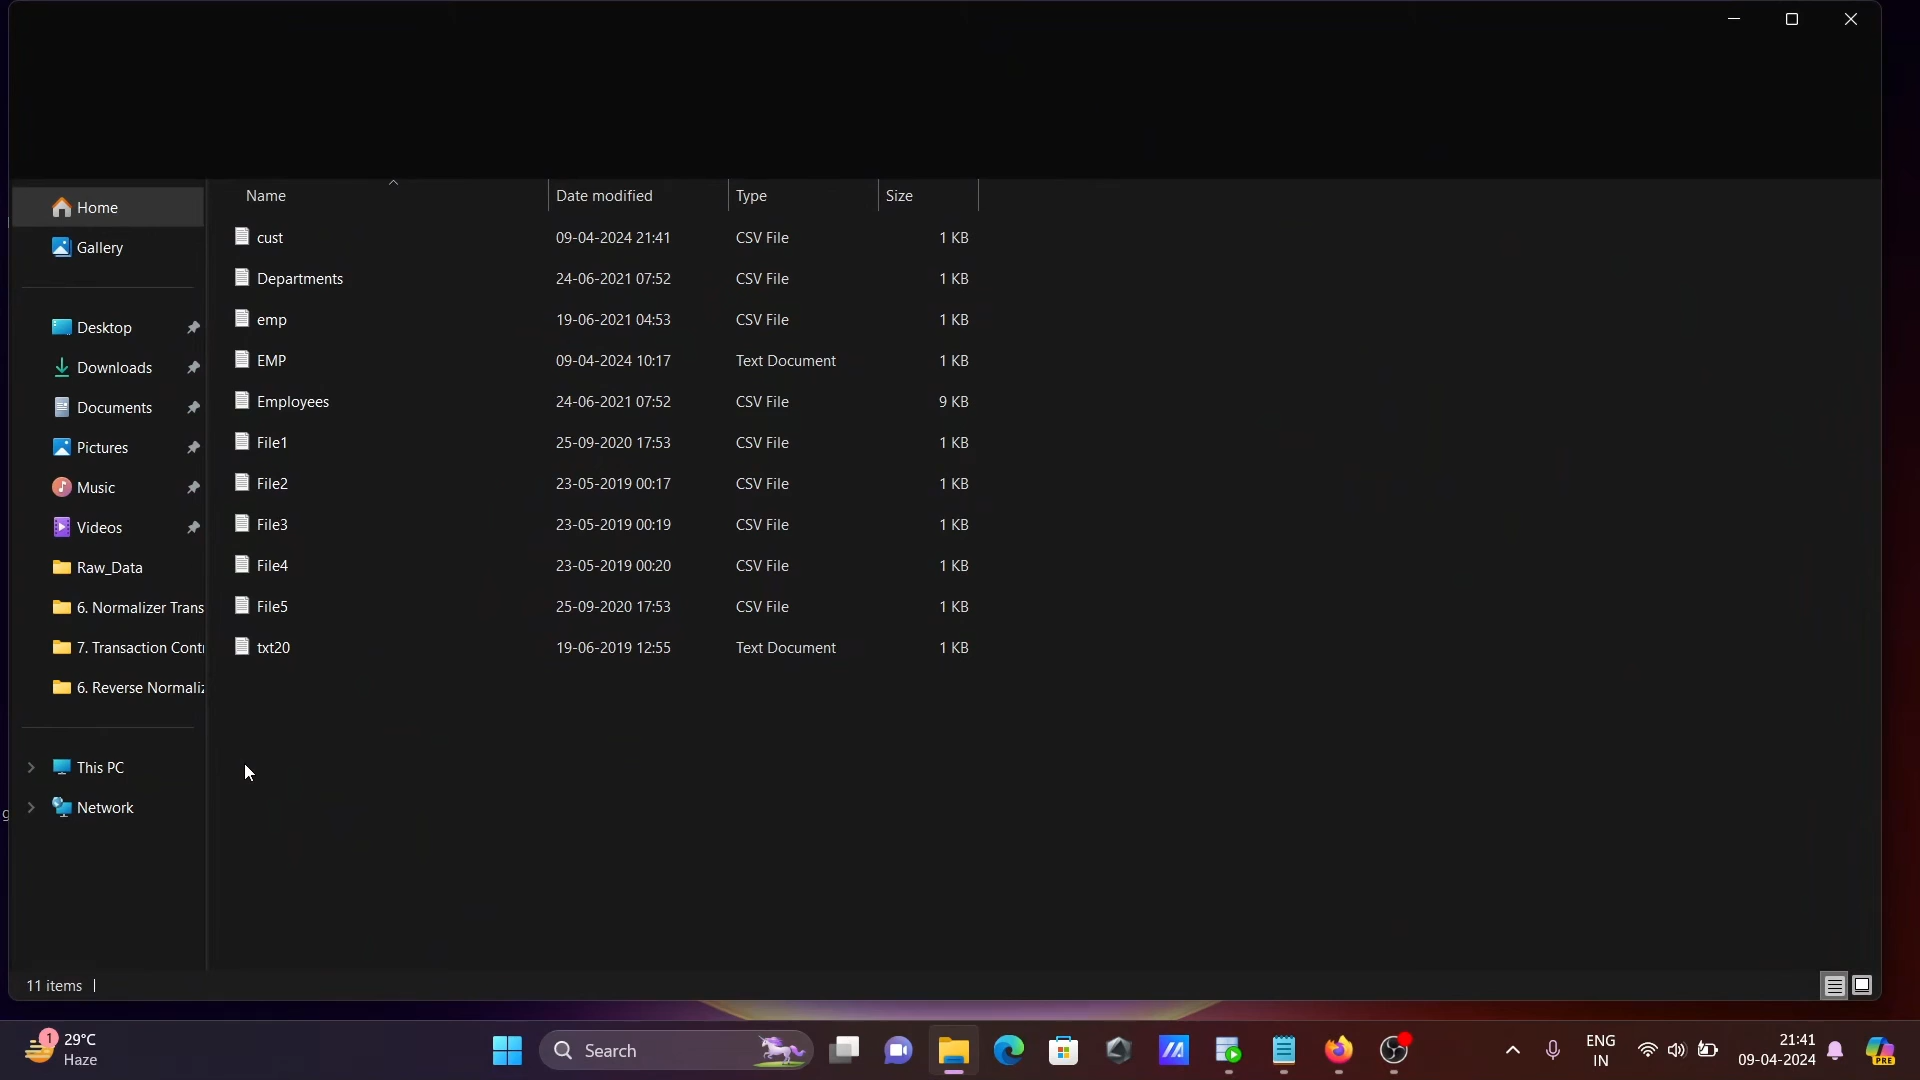 Home
Gallery
Desktop
Downloads
Documents
Pictures
Music
Videos
Raw_Data
6. Normalizer Trans
7. Transaction Cont
6. Reverse Normaliz
This PC
Network
Name Date modified Type Size
cust 09-04-2024 21:41 CSV File 1 KB
Departments 24-06-2021 07:52 CSV File 1 KB
emp 19-06-2021 04:53 CSV File 1 KB
EMP 09-04-2024 10:17 Text Document 1 KB
Employees 24-06-2021 07:52 CSV File 9 KB
File1 25-09-2020 17:53 CSV File 1 KB
File2 23-05-2019 00:17 CSV File 1 KB
File3 23-05-2019 00:19 CSV File 1 KB
File4 23-05-2019 00:20 CSV File 1 KB
File5 25-09-2020 17:53 CSV File 1 KB
txt20 19-06-2019 12:55 Text Document 1 KB
11 items
1 29°C
Haze
Search
ENG
IN
21:41
09-04-2024
PRE